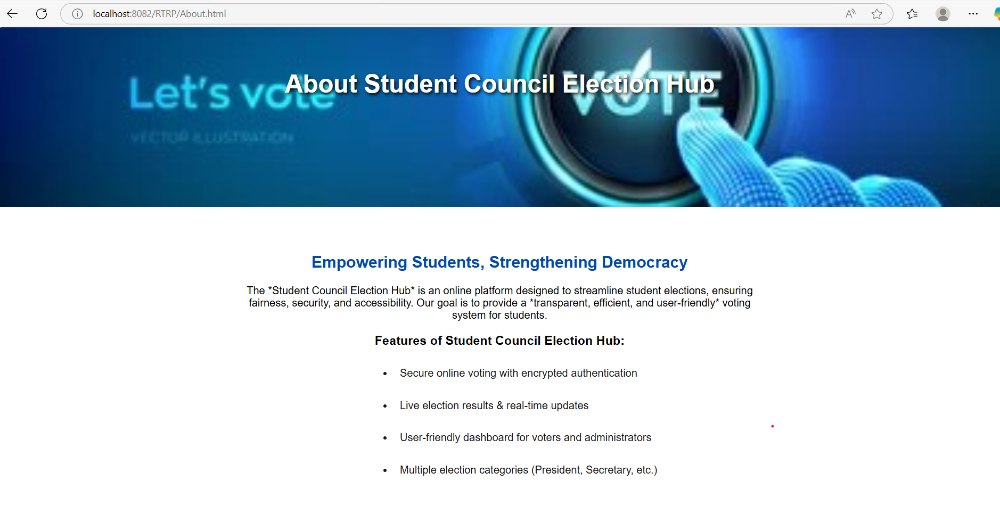 localhost:8082/RTRP/About.html
About Student Council Election Hub
Let's vote
VOTE
VECTOR ILLUSTRATION
Empowering Students, Strengthening Democracy
The *Student Council Election Hub* is an online platform designed to streamline student elections, ensuring
fairness, security, and accessibility. Our goal is to provide a *transparent, efficient, and user-friendly* voting
system for students.
Features of Student Council Election Hub:
• Secure online voting with encrypted authentication
• Live election results & real-time updates
• User-friendly dashboard for voters and administrators
• Multiple election categories (President, Secretary, etc.)